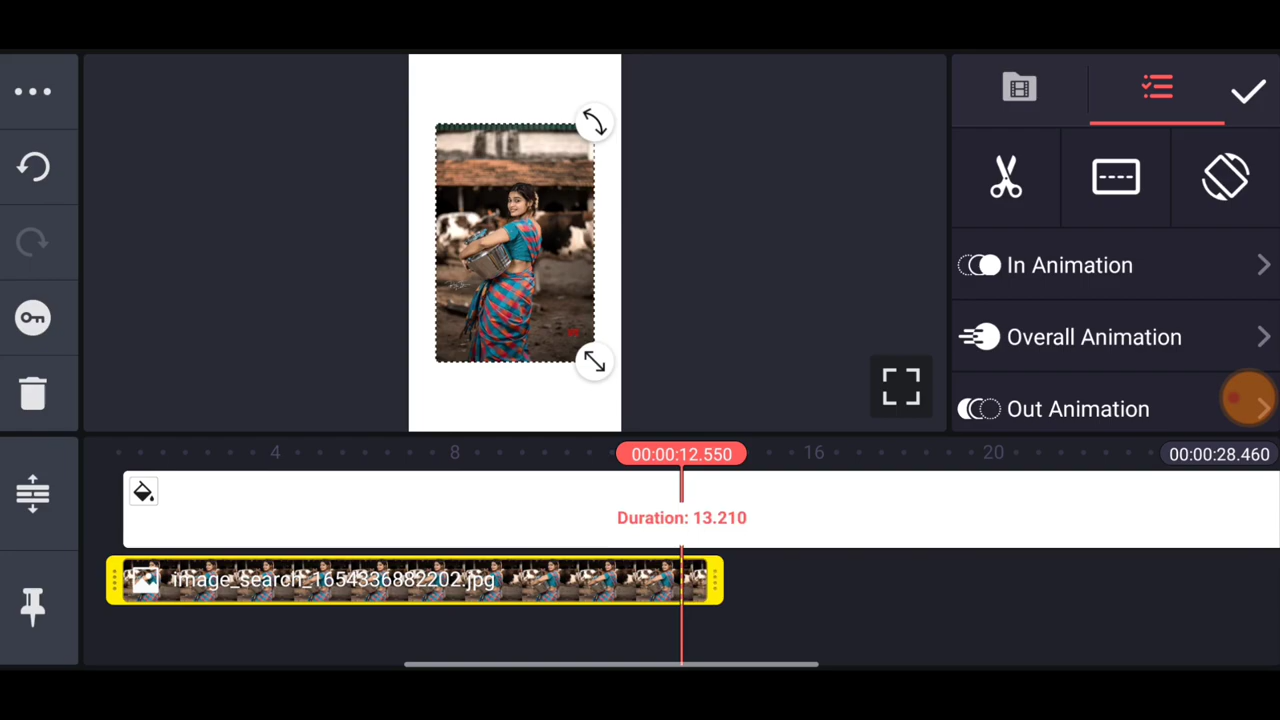 In Animation
Overall Animation
Out Animation
4
8
00:00:12.550
16
20
00:00:28.460
Duration: 13.210
image_search_1654336882202.jpg